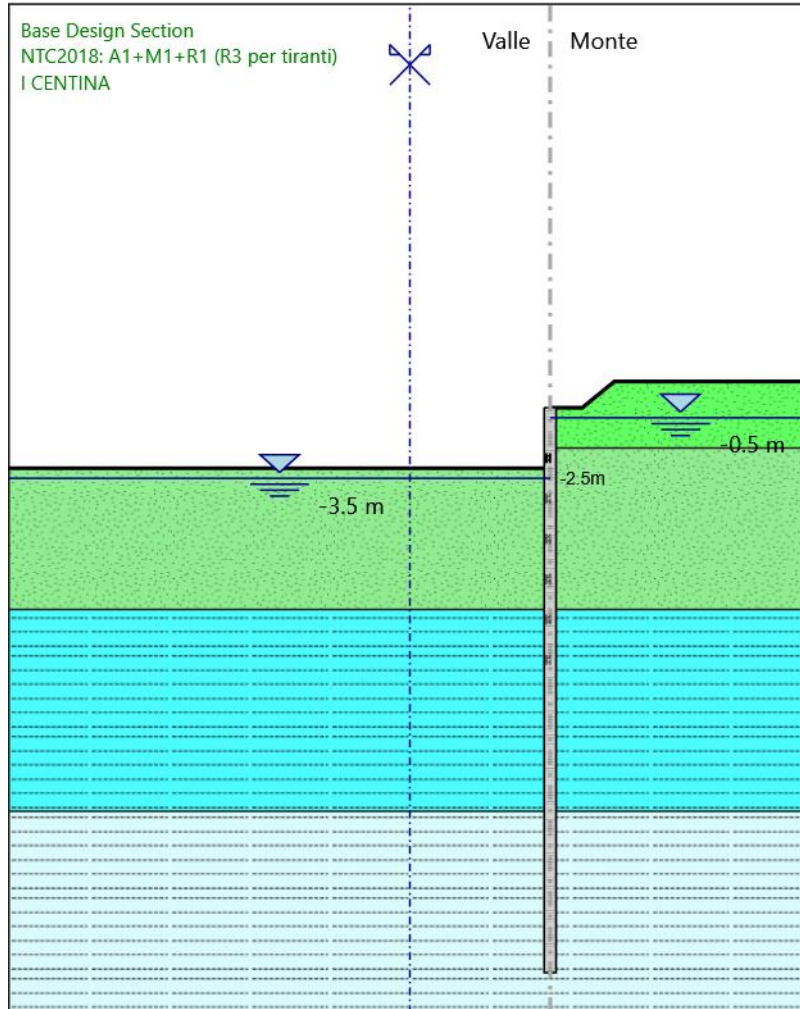 Base Design Section
NTC2018: A1+M1+R1 (R3 per tiranti)
I CENTINA
Valle
Monte
-0.5 m
-2.5m
-3.5 m